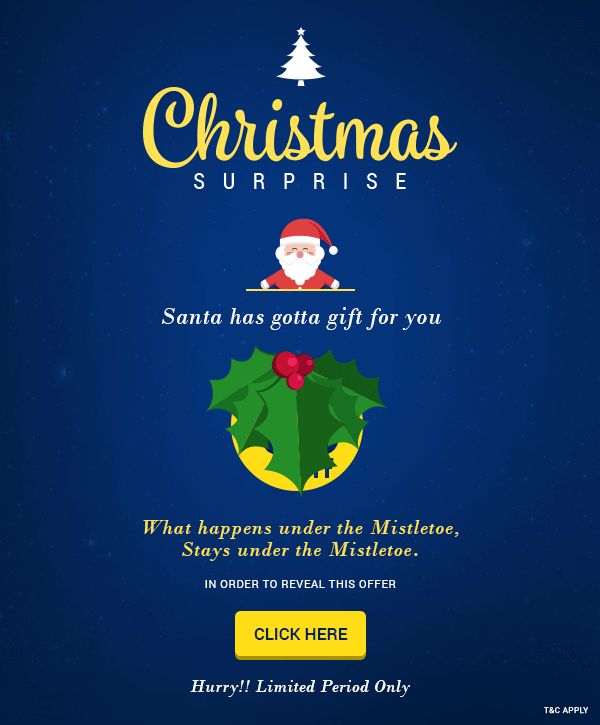 Christmas
SURPRISE
Santa has gotta gift for you
What happens under the Mistletoe,
Stays under the Mistletoe.
IN ORDER TO REVEAL THIS OFFER
CLICK HERE
Hurry!! Limited Period Only
T&C APPLY